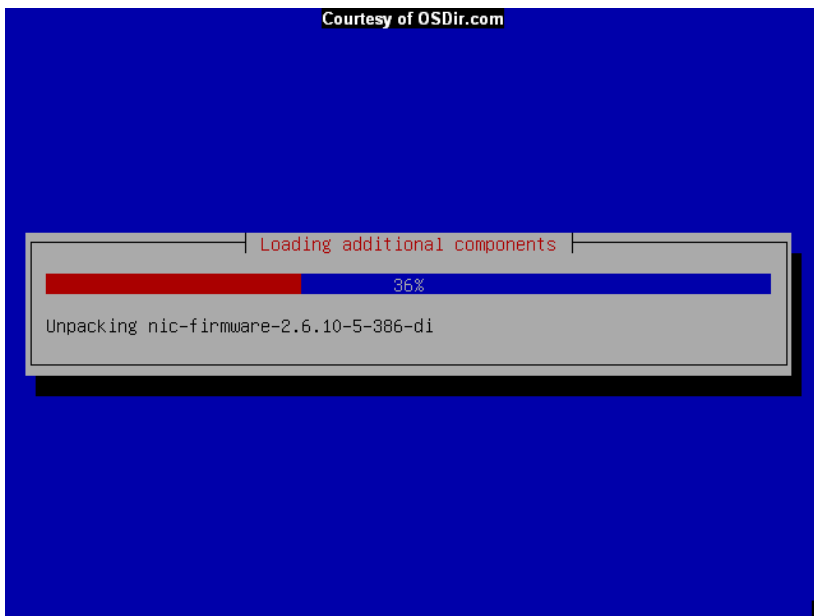 Courtesy of OSDir.com
Loading additional components
36%
Unpacking nic-firmware-2.6.10-5-386-di